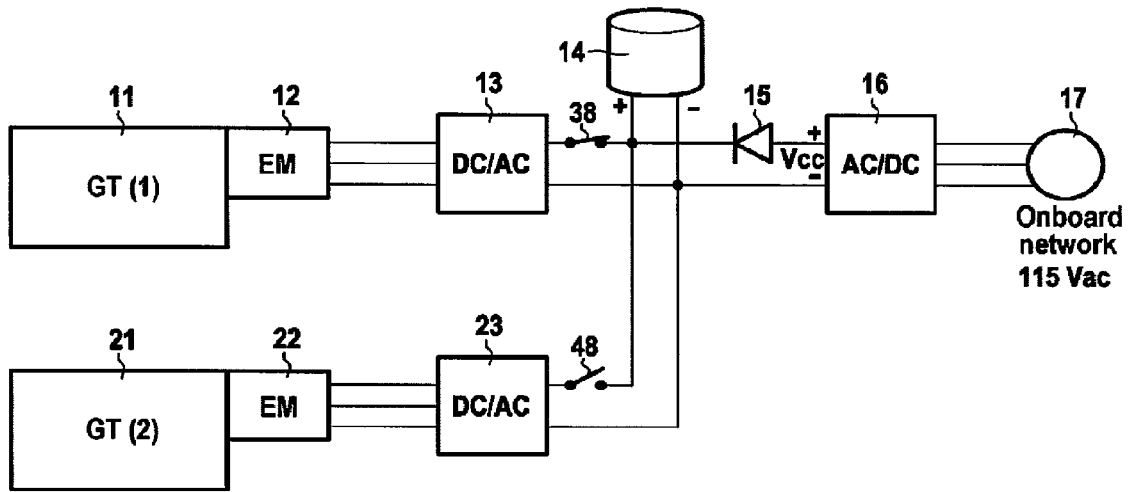 14
11
12
13
38
+
-
15
16
17
GT (1)
EM
DC/AC
+
Vcc
-
AC/DC
Onboard
network
115 Vac
21
22
23
48
GT (2)
EM
DC/AC